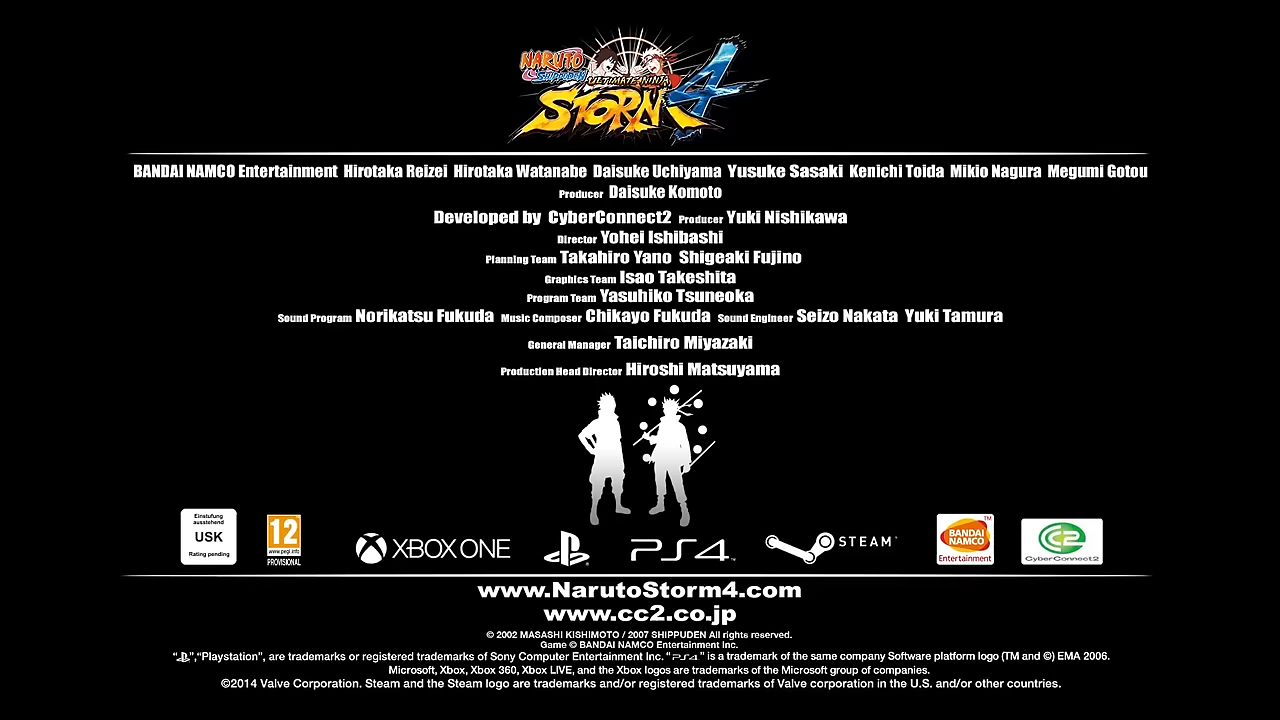 NARUTO
SHIPPUDEN
ULTIMATE NINJA
STORM 4
BANDAI NAMCO Entertainment Hirotaka Reizei Hirotaka Watanabe Daisuke Uchiyama Yusuke Sasaki Kenichi Toida Mikio Nagura Megumi Gotou
Producer Daisuke Komoto
Developed by CyberConnect2 Producer Yuki Nishikawa
Director Yohei Ishibashi
Planning Team Takahiro Yano Shigeaki Fujino
Graphics Team Isao Takeshita
Program Team Yasuhiko Tsuneoka
Sound Program Norikatsu Fukuda Music Composer Chikayo Fukuda Sound Engineer Seizo Nakata Yuki Tamura
General Manager Taichiro Miyazaki
Production Head Director Hiroshi Matsuyama
Einstufung
ausstehend
USK
Rating pending
12
www.pegi.info
PROVISIONAL
XBOX ONE
PS4™
STEAM
BANDAI
NAMCO
Entertainment
TM
C2
CyberConnect2
www.NarutoStorm4.com
www.cc2.co.jp
© 2002 MASASHI KISHIMOTO / 2007 SHIPPUDEN All rights reserved.
Game © BANDAI NAMCO Entertainment Inc.
“ ”,“Playstation”, are trademarks or registered trademarks of Sony Computer Entertainment Inc. “PS4” is a trademark of the same company Software platform logo (TM and ©) EMA 2006.
Microsoft, Xbox, Xbox 360, Xbox LIVE, and the Xbox logos are trademarks of the Microsoft group of companies.
©2014 Valve Corporation. Steam and the Steam logo are trademarks and/or registered trademarks of Valve corporation in the U.S. and/or other countries.